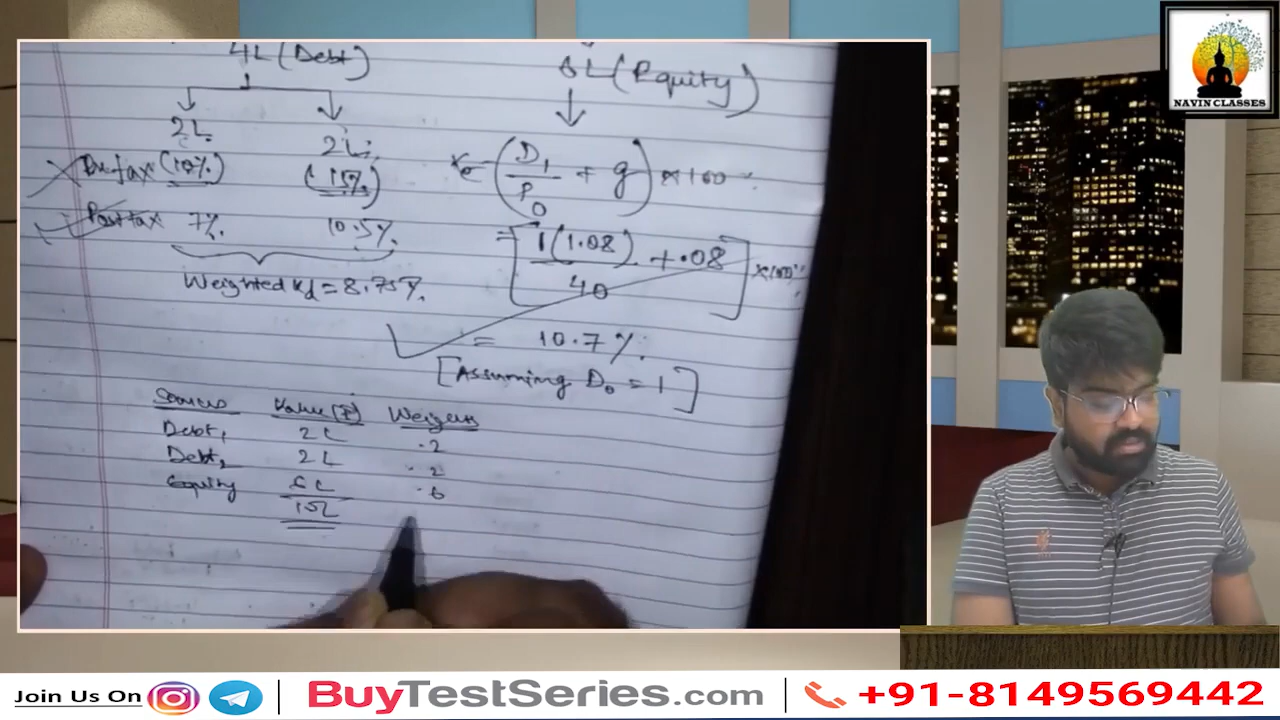 NAVIN CLASSES
4L (Debt)
6L (Equity)
2L
2L
Pre tax (10%)
(15%)
Post tax 7%
10.5%
Weighted Kd = 8.75%
Ke = (D1/P0 + g) × 100%
= [1(1.08)/40 + .08] × 100%
= 10.7%
[Assuming D0 = 1]
Sources Value (₹) Weights
Debt1 2L .2
Debt2 2L .2
Equity 6L .6
10L
Join Us On BuyTestSeries.com +91-8149569442